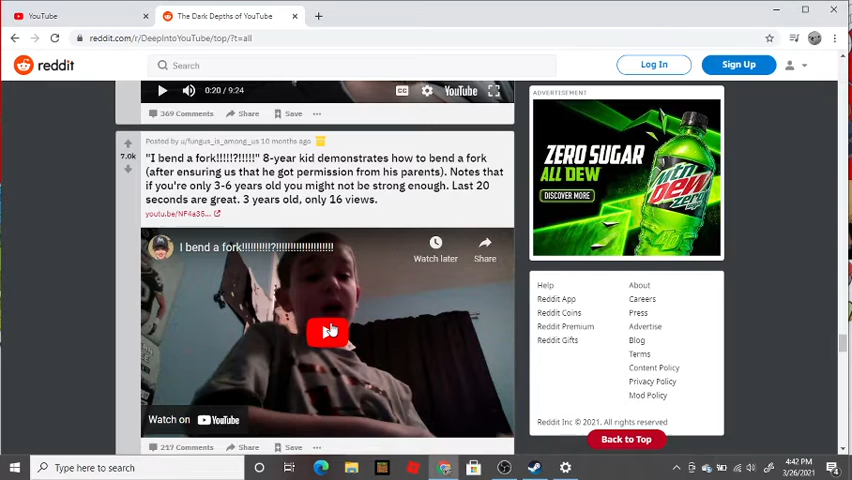 YouTube
The Dark Depths of YouTube
reddit.com/r/DeepIntoYouTube/top/?t=all
reddit
Search
Log In
Sign Up
0:20 / 9:24
CC
YouTube
369 Comments
Share
Save
ADVERTISEMENT
ZERO SUGAR
ALL DEW
DISCOVER MORE
mtn
dew
zero
sugar
Posted by u/fungus_is_among_us 10 months ago
7.0k
"I bend a fork!!!!!?!!!!!" 8-year kid demonstrates how to bend a fork
(after ensuring us that he got permission from his parents). Notes that
if you're only 3-6 years old you might not be strong enough. Last 20
seconds are great. 3 years old, only 16 views.
youtu.be/NF4a35...
Watch later
Share
Watch on YouTube
217 Comments
Share
Save
Help
About
Reddit App
Careers
Reddit Coins
Press
Reddit Premium
Advertise
Reddit Gifts
Blog
Terms
Content Policy
Privacy Policy
Mod Policy
Reddit Inc © 2021. All rights reserved
Back to Top
Type here to search
4:42 PM
3/26/2021
4